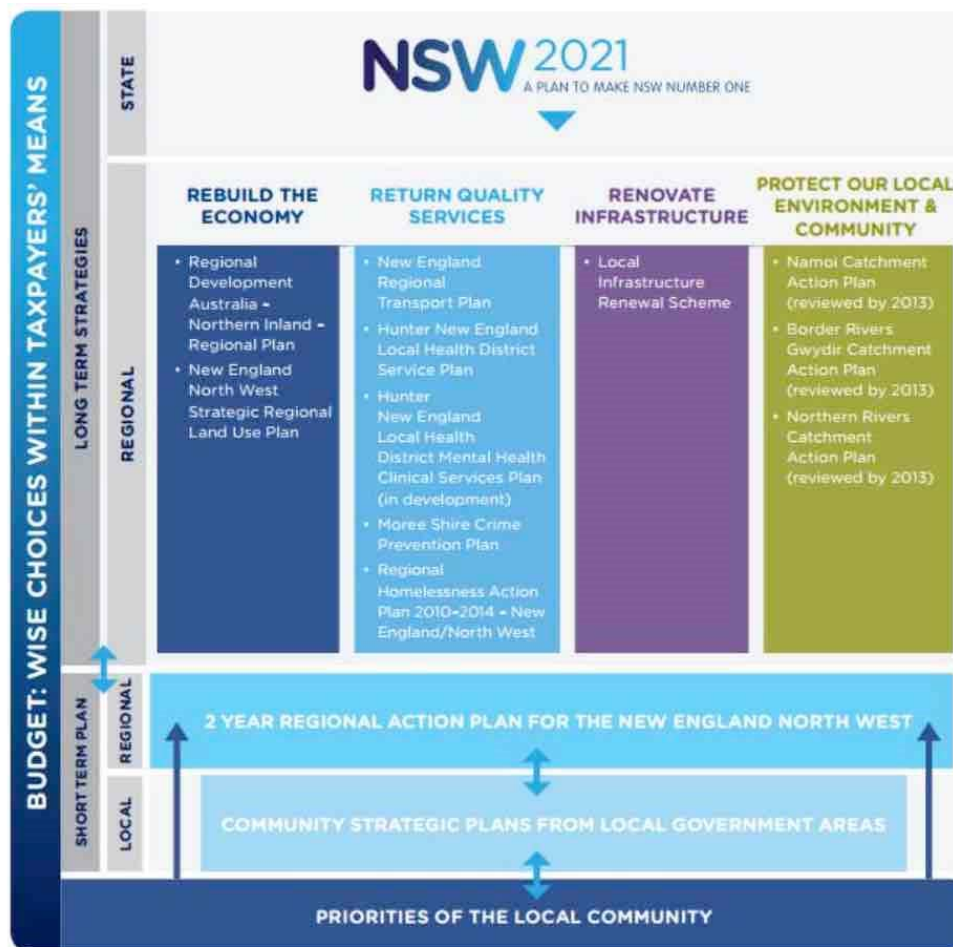 BUDGET: WISE CHOICES WITHIN TAXPAYERS' MEANS
LONG TERM STRATEGIES
STATE
NSW 2021
A PLAN TO MAKE NSW NUMBER ONE
REGIONAL
REBUILD THE
ECONOMY
• Regional
Development
Australia –
Northern Inland –
Regional Plan
• New England
North West
Strategic Regional
Land Use Plan
RETURN QUALITY
SERVICES
• New England
Regional
Transport Plan
• Hunter New England
Local Health District
Service Plan
• Hunter
New England
Local Health
District Mental Health
Clinical Services Plan
(in development)
• Moree Shire Crime
Prevention Plan
• Regional
Homelessness Action
Plan 2010–2014 – New
England/North West
RENOVATE
INFRASTRUCTURE
• Local
Infrastructure
Renewal Scheme
PROTECT OUR LOCAL
ENVIRONMENT &
COMMUNITY
• Namoi Catchment
Action Plan
(reviewed by 2013)
• Border Rivers
Gwydir Catchment
Action Plan
(reviewed by 2013)
• Northern Rivers
Catchment
Action Plan
(reviewed by 2013)
SHORT TERM PLAN
REGIONAL
2 YEAR REGIONAL ACTION PLAN FOR THE NEW ENGLAND NORTH WEST
LOCAL
COMMUNITY STRATEGIC PLANS FROM LOCAL GOVERNMENT AREAS
PRIORITIES OF THE LOCAL COMMUNITY